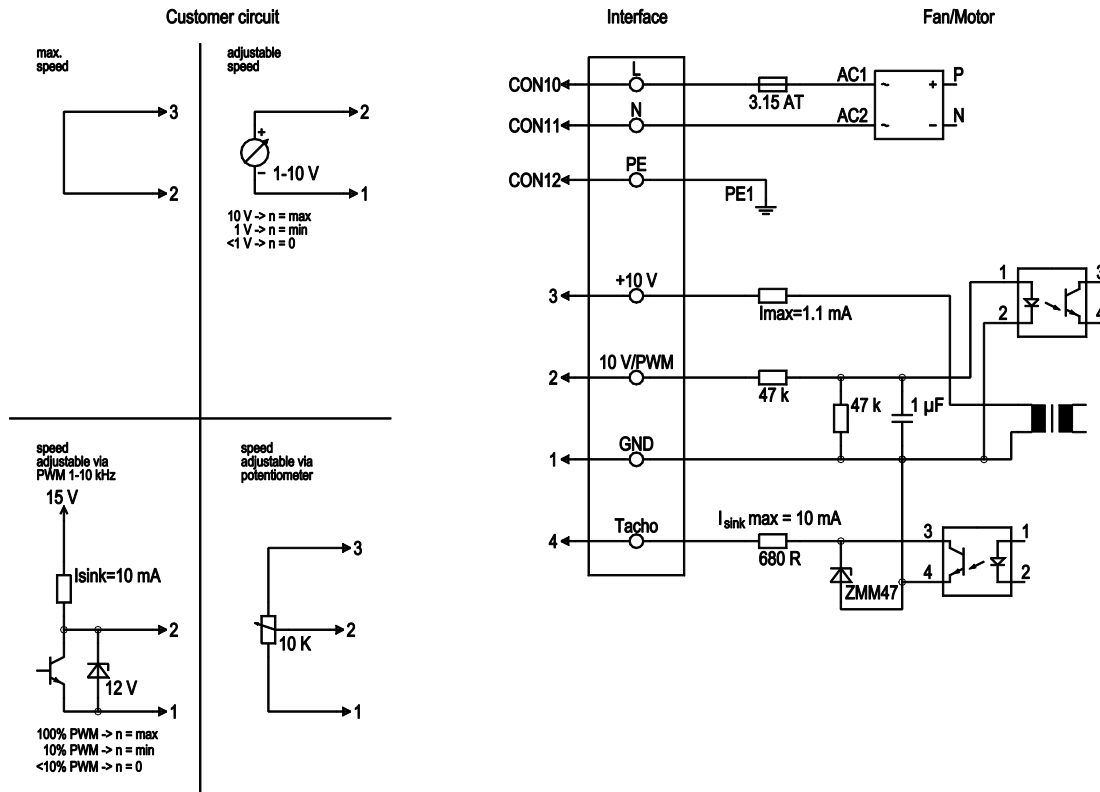 Customer circuit
max.
speed
3
2
adjustable
speed
2
+
1-10 V
−
1
10 V -> n = max
1 V -> n = min
<1 V -> n = 0
speed
adjustable via
PWM 1-10 kHz
15 V
Isink=10 mA
2
12 V
1
100% PWM -> n = max
10% PWM -> n = min
<10% PWM -> n = 0
speed
adjustable via
potentiometer
3
2
10 K
1
Interface
Fan/Motor
CON10
L
3.15 AT
AC1
~
+
P
CON11
N
AC2
~
−
N
CON12
PE
PE1
3
+10 V
Imax=1.1 mA
1
2
3
4
2
10 V/PWM
47 k
47 k
1 µF
1
GND
4
Tacho
Isink max = 10 mA
680 R
ZMM47
3
4
1
2